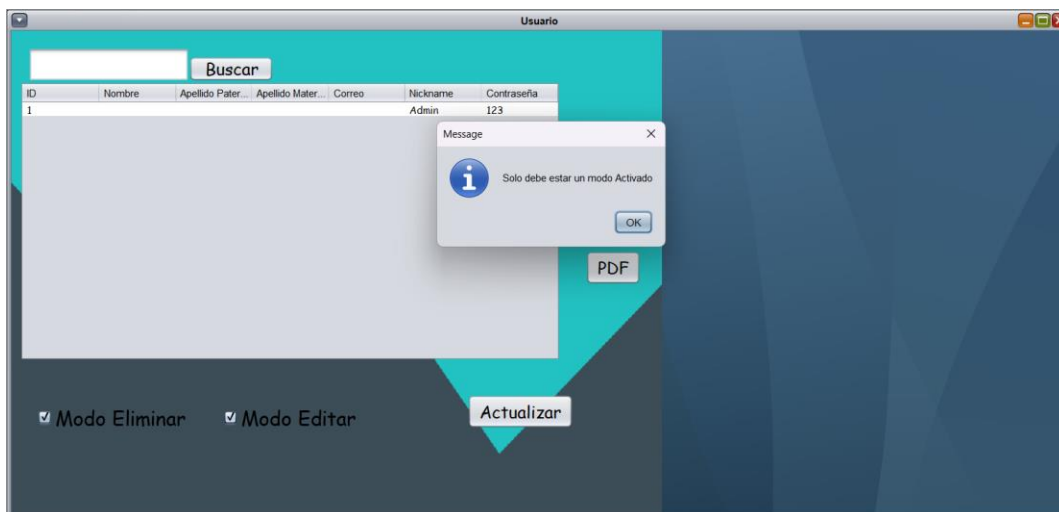 Usuario
Buscar
ID Nombre Apellido Pater... Apellido Mater... Correo Nickname Contraseña
1 Admin 123
Message
Solo debe estar un modo Activado
OK
PDF
Modo Eliminar Modo Editar Actualizar